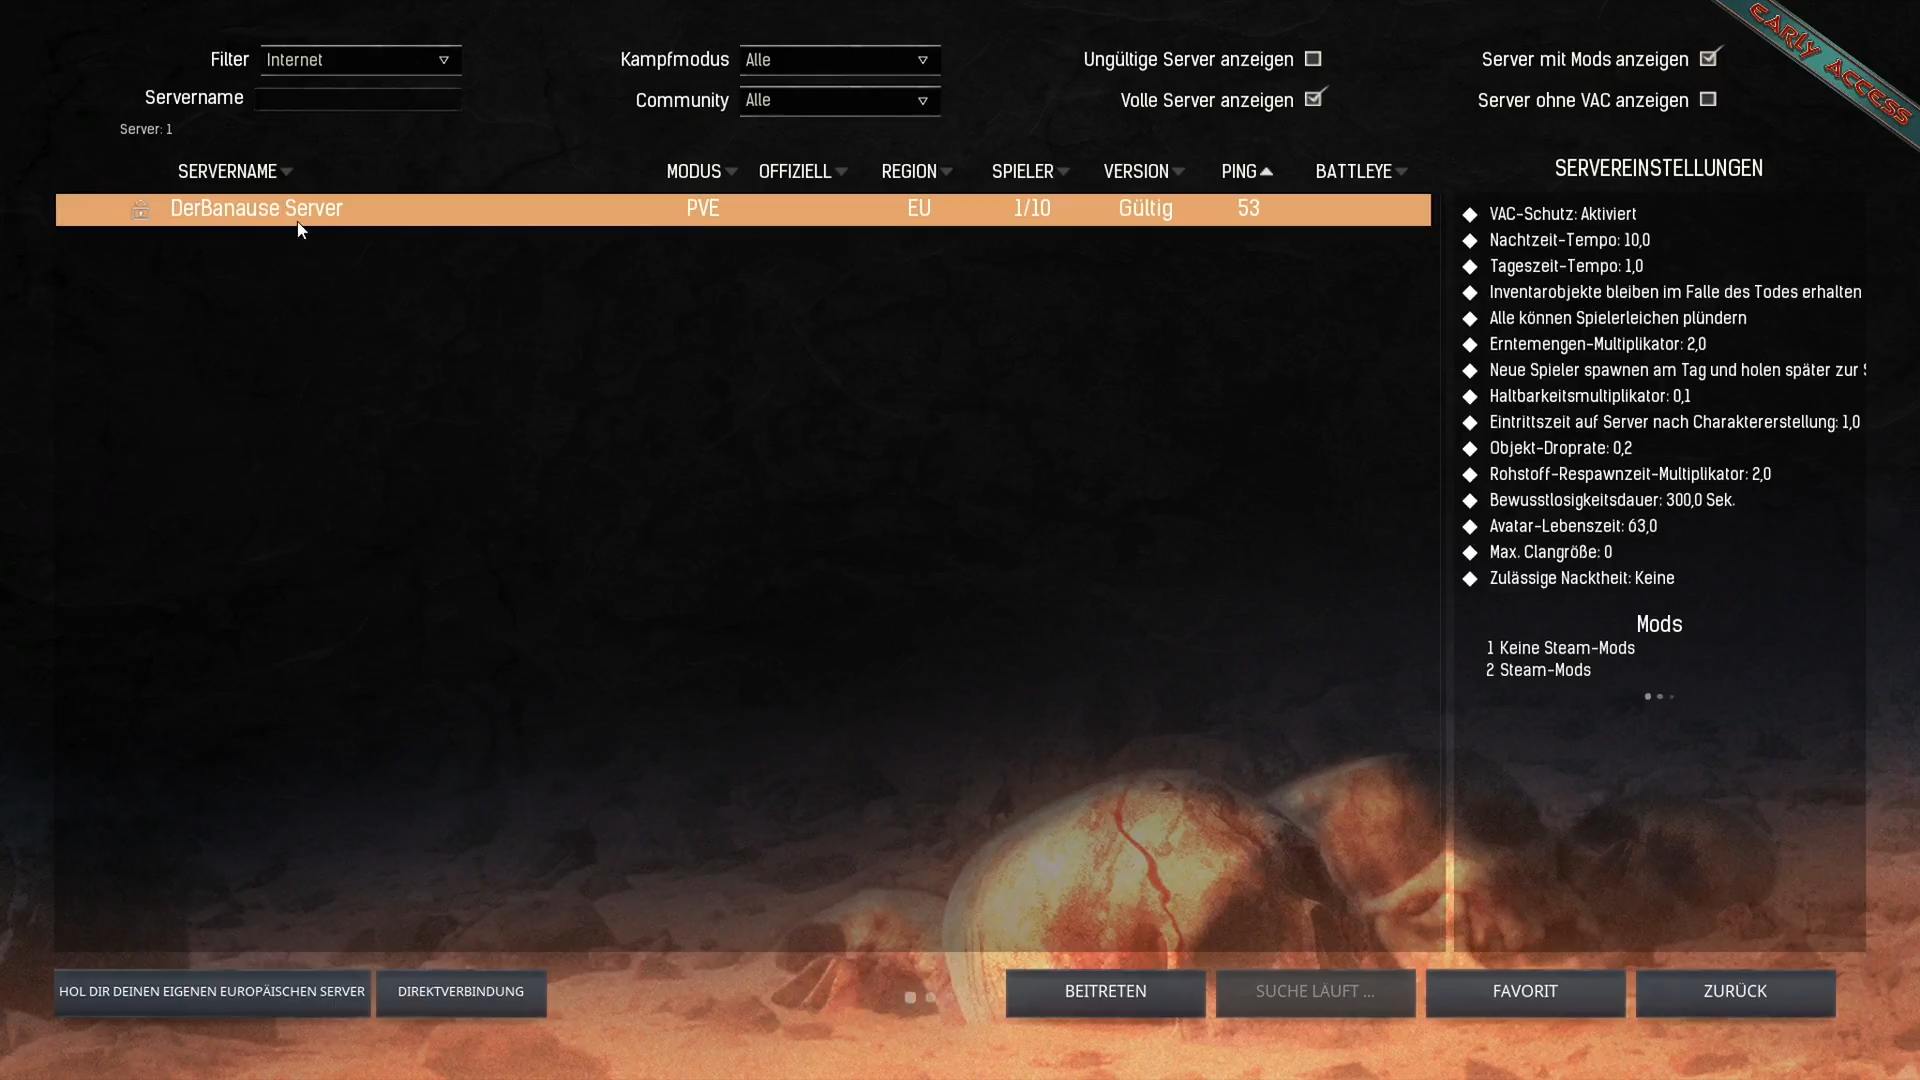 Filter Internet
Servername
Server: 1
Kampfmodus Alle
Community Alle
Ungültige Server anzeigen
Volle Server anzeigen
Server mit Mods anzeigen
Server ohne VAC anzeigen
EARLY ACCESS
SERVERNAME MODUS OFFIZIELL REGION SPIELER VERSION PING BATTLEYE
DerBanause Server PVE EU 1/10 Gültig 53
SERVEREINSTELLUNGEN
VAC-Schutz: Aktiviert
Nachtzeit-Tempo: 10,0
Tageszeit-Tempo: 1,0
Inventarobjekte bleiben im Falle des Todes erhalten
Alle können Spielerleichen plündern
Erntemengen-Multiplikator: 2,0
Neue Spieler spawnen am Tag und holen später zur
Haltbarkeitsmultiplikator: 0,1
Eintrittszeit auf Server nach Charaktererstellung: 1,0
Objekt-Droprate: 0,2
Rohstoff-Respawnzeit-Multiplikator: 2,0
Bewusstlosigkeitsdauer: 300,0 Sek.
Avatar-Lebenszeit: 63,0
Max. Clangröße: 0
Zulässige Nacktheit: Keine
Mods
1 Keine Steam-Mods
2 Steam-Mods
HOL DIR DEINEN EIGENEN EUROPÄISCHEN SERVER
DIREKTVERBINDUNG
BEITRETEN
SUCHE LÄUFT ...
FAVORIT
ZURÜCK